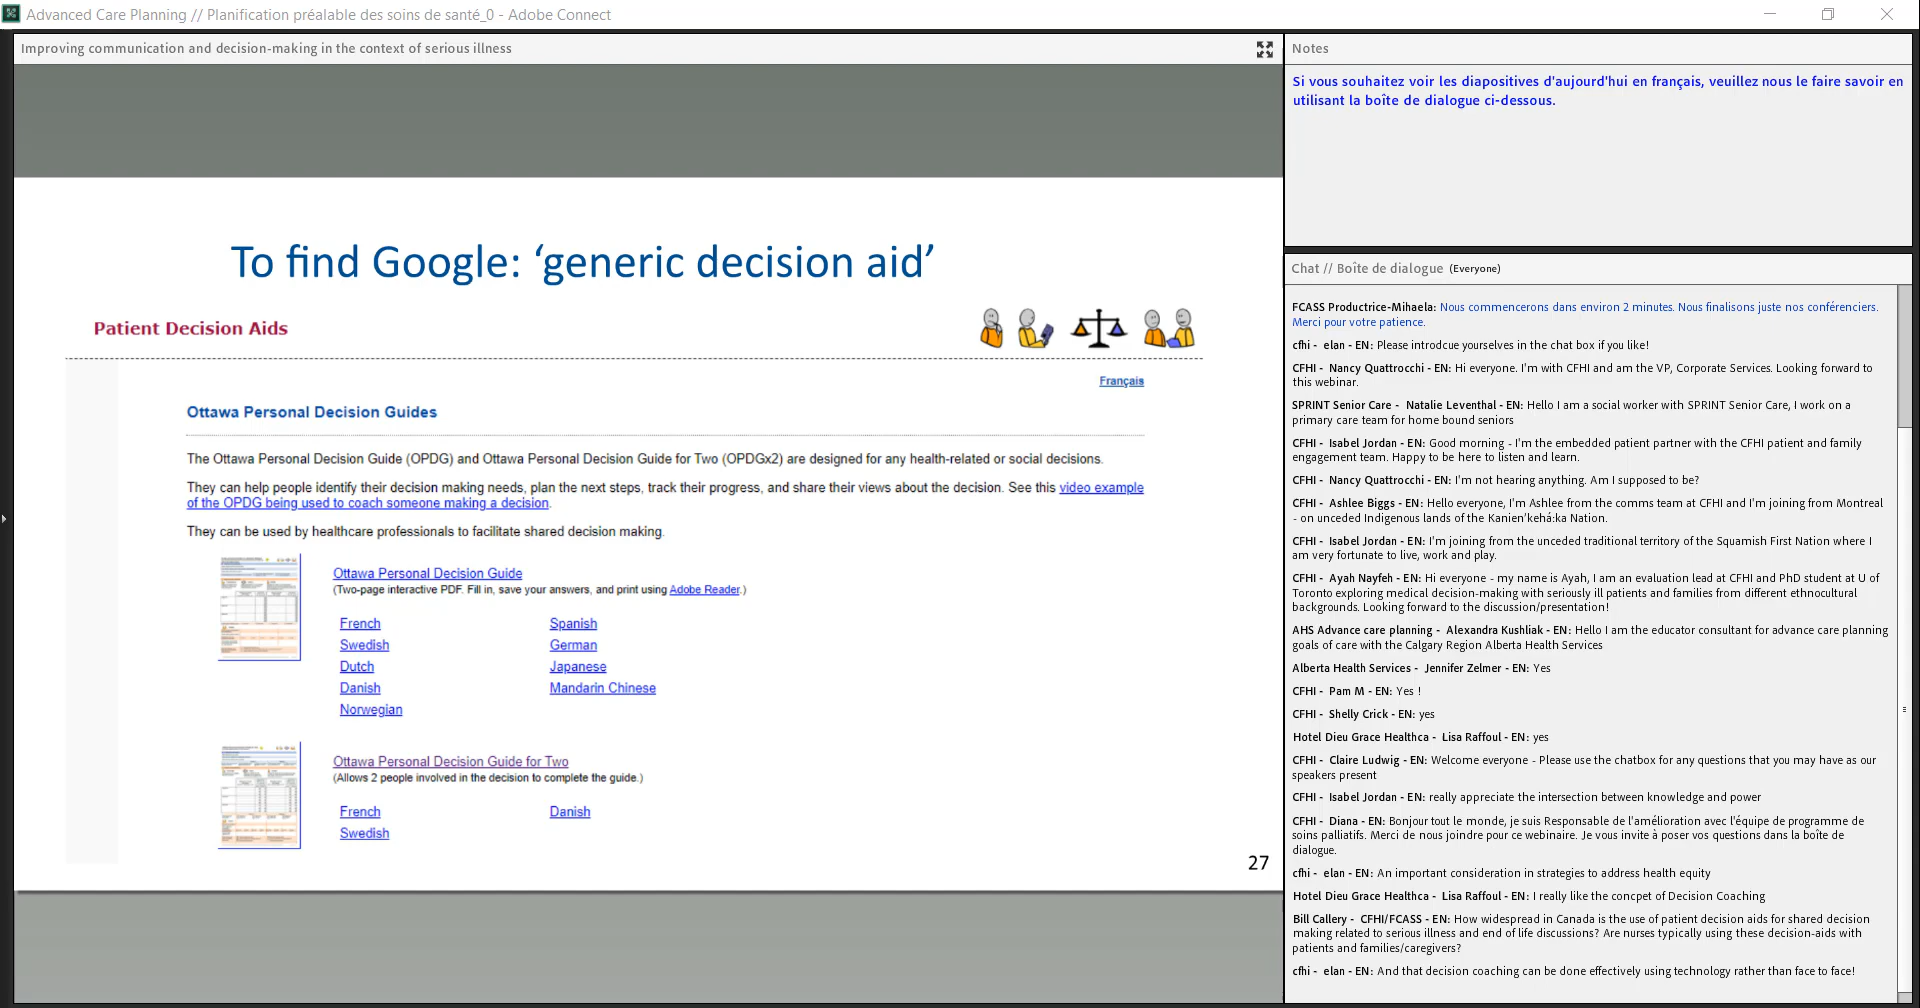 Advanced Care Planning // Planification préalable des soins de santé_0 - Adobe Connect
Improving communication and decision-making in the context of serious illness
To find Google: ‘generic decision aid’
Patient Decision Aids
Français
Ottawa Personal Decision Guides
The Ottawa Personal Decision Guide (OPDG) and Ottawa Personal Decision Guide for Two (OPDGx2) are designed for any health-related or social decisions.
They can help people identify their decision making needs, plan the next steps, track their progress, and share their views about the decision. See this video example
of the OPDG being used to coach someone making a decision.
They can be used by healthcare professionals to facilitate shared decision making.
Ottawa Personal Decision Guide
(Two-page interactive PDF. Fill in, save your answers, and print using Adobe Reader.)
French Spanish
Swedish German
Dutch Japanese
Danish Mandarin Chinese
Norwegian
Ottawa Personal Decision Guide for Two
(Allows 2 people involved in the decision to complete the guide.)
French Danish
Swedish
27
Notes
Si vous souhaitez voir les diapositives d'aujourd'hui en français, veuillez nous le faire savoir en
utilisant la boîte de dialogue ci-dessous.
Chat // Boîte de dialogue (Everyone)
FCASS Productrice-Mihaela: Nous commencerons dans environ 2 minutes. Nous finalisons juste nos conférenciers.
Merci pour votre patience.
cfhi - elan - EN: Please introdcue yourselves in the chat box if you like!
CFHI - Nancy Quattrocchi - EN: Hi everyone. I'm with CFHI and am the VP, Corporate Services. Looking forward to
this webinar.
SPRINT Senior Care - Natalie Leventhal - EN: Hello I am a social worker with SPRINT Senior Care, I work on a
primary care team for home bound seniors
CFHI - Isabel Jordan - EN: Good morning - I'm the embedded patient partner with the CFHI patient and family
engagement team. Happy to be here to listen and learn.
CFHI - Nancy Quattrocchi - EN: I'm not hearing anything. Am I supposed to be?
CFHI - Ashlee Biggs - EN: Hello everyone, I'm Ashlee from the comms team at CFHI and I'm joining from Montreal
- on unceded Indigenous lands of the Kanien'kehá:ka Nation.
CFHI - Isabel Jordan - EN: I'm joining from the unceded traditional territory of the Squamish First Nation where I
am very fortunate to live, work and play.
CFHI - Ayah Nayfeh - EN: Hi everyone - my name is Ayah, I am an evaluation lead at CFHI and PhD student at U of
Toronto exploring medical decision-making with seriously ill patients and families from different ethnocultural
backgrounds. Looking forward to the discussion/presentation!
AHS Advance care planning - Alexandra Kushliak - EN: Hello I am the educator consultant for advance care planning
goals of care with the Calgary Region Alberta Health Services
Alberta Health Services - Jennifer Zelmer - EN: Yes
CFHI - Pam M - EN: Yes !
CFHI - Shelly Crick - EN: yes
Hotel Dieu Grace Healthca - Lisa Raffoul - EN: yes
CFHI - Claire Ludwig - EN: Welcome everyone - Please use the chatbox for any questions that you may have as our
speakers present
CFHI - Isabel Jordan - EN: really appreciate the intersection between knowledge and power
CFHI - Diana - EN: Bonjour tout le monde, je suis Responsable de l'amélioration avec l'équipe de programme de
soins palliatifs. Merci de nous joindre pour ce webinaire. Je vous invite à poser vos questions dans la boîte de
dialogue.
cfhi - elan - EN: An important consideration in strategies to address health equity
Hotel Dieu Grace Healthca - Lisa Raffoul - EN: I really like the concpet of Decision Coaching
Bill Callery - CFHI/FCASS - EN: How widespread in Canada is the use of patient decision aids for shared decision
making related to serious illness and end of life discussions? Are nurses typically using these decision-aids with
patients and families/caregivers?
cfhi - elan - EN: And that decision coaching can be done effectively using technology rather than face to face!